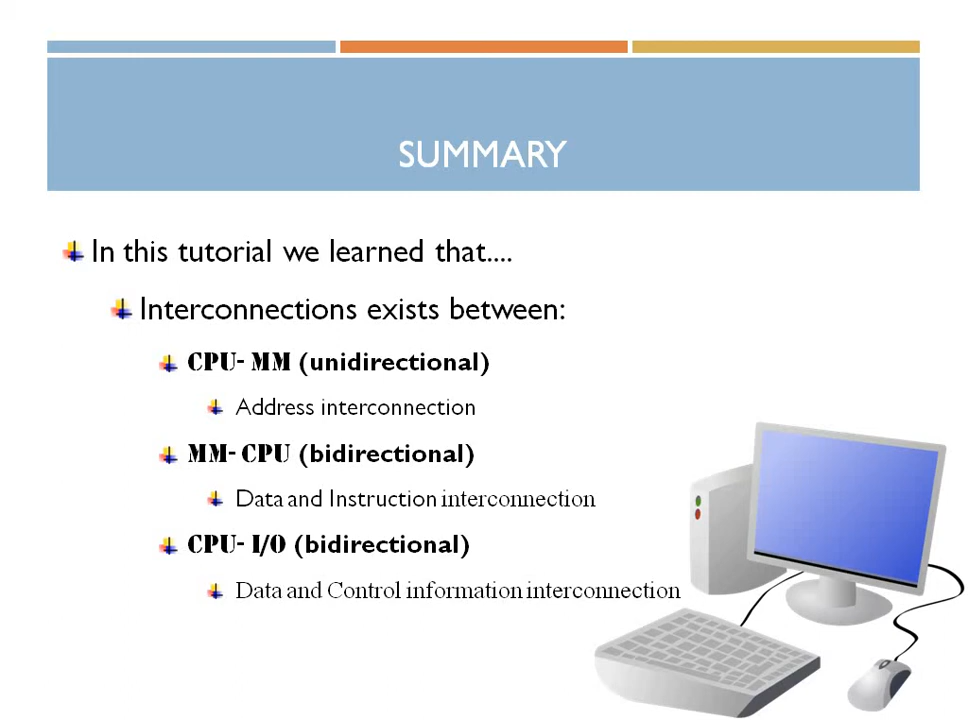 SUMMARY
In this tutorial we learned that....
Interconnections exists between:
CPU- MM (unidirectional)
Address interconnection
MM- CPU (bidirectional)
Data and Instruction interconnection
CPU- I/O (bidirectional)
Data and Control information interconnection